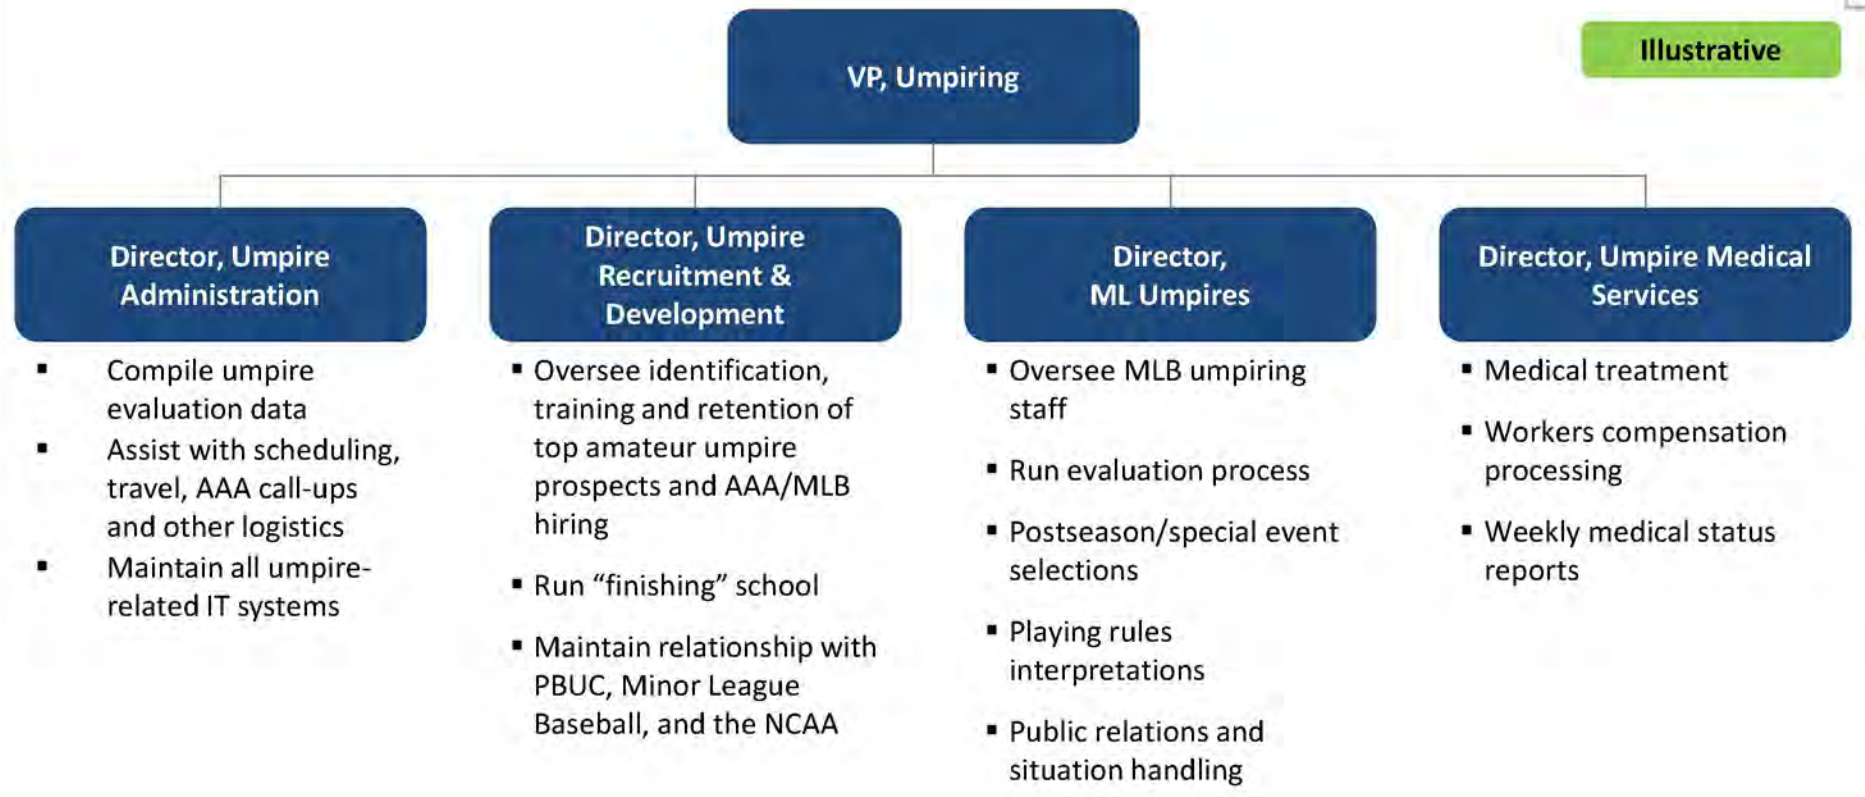 VP, Umpiring
Illustrative
Director, Umpire
Administration
▪ Compile umpire
evaluation data
▪ Assist with scheduling,
travel, AAA call-ups
and other logistics
▪ Maintain all umpire-
related IT systems
Director, Umpire
Recruitment &
Development
▪ Oversee identification,
training and retention of
top amateur umpire
prospects and AAA/MLB
hiring
▪ Run “finishing” school
▪ Maintain relationship with
PBUC, Minor League
Baseball, and the NCAA
Director,
ML Umpires
▪ Oversee MLB umpiring
staff
▪ Run evaluation process
▪ Postseason/special event
selections
▪ Playing rules
interpretations
▪ Public relations and
situation handling
Director, Umpire Medical
Services
▪ Medical treatment
▪ Workers compensation
processing
▪ Weekly medical status
reports